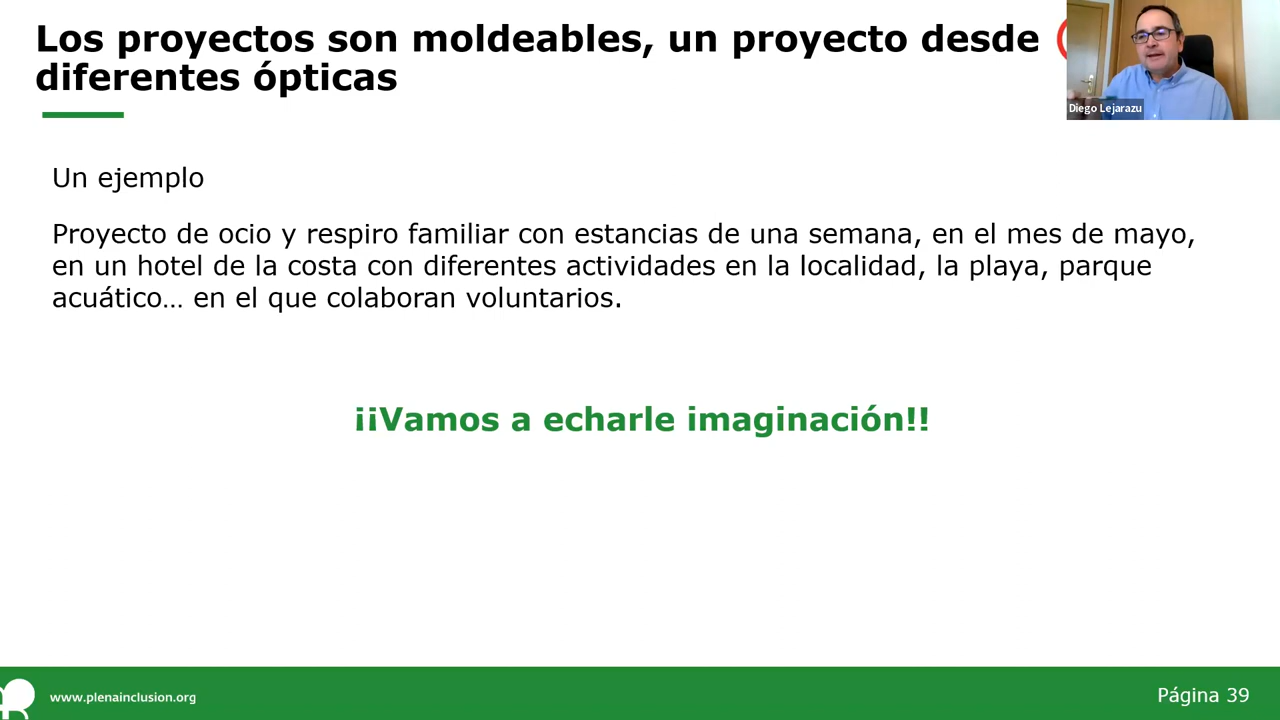 Los proyectos son moldeables, un proyecto desde
diferentes ópticas
Diego Lejarazu
Un ejemplo
Proyecto de ocio y respiro familiar con estancias de una semana, en el mes de mayo,
en un hotel de la costa con diferentes actividades en la localidad, la playa, parque
acuático... en el que colaboran voluntarios.
¡¡Vamos a echarle imaginación!!
www.plenainclusion.org
Página 39